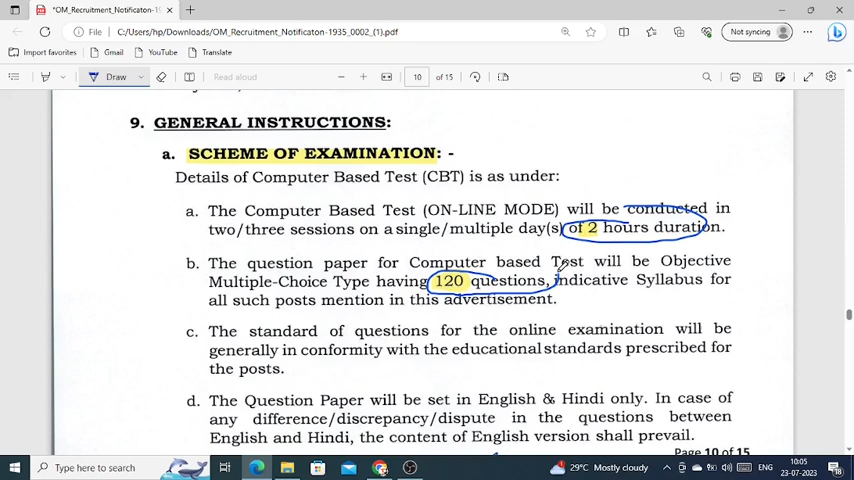 *OM_Recruitment_Notificaton-1935_0002_(1).pdf
File C:/Users/hp/Downloads/OM_Recruitment_Notificaton-1935_0002_(1).pdf
Not syncing
Import favorites Gmail YouTube Translate
Draw Read aloud 10 of 15
9. GENERAL INSTRUCTIONS:
a. SCHEME OF EXAMINATION: -
Details of Computer Based Test (CBT) is as under:
a. The Computer Based Test (ON-LINE MODE) will be conducted in
two/three sessions on a single/multiple day(s) of 2 hours duration.
b. The question paper for Computer based Test will be Objective
Multiple-Choice Type having 120 questions, indicative Syllabus for
all such posts mention in this advertisement.
c. The standard of questions for the online examination will be
generally in conformity with the educational standards prescribed for
the posts.
d. The Question Paper will be set in English & Hindi only. In case of
any difference/discrepancy/dispute in the questions between
English and Hindi, the content of English version shall prevail.
Page 10 of 15
Type here to search
29°C Mostly cloudy ENG 10:05
23-07-2023 18